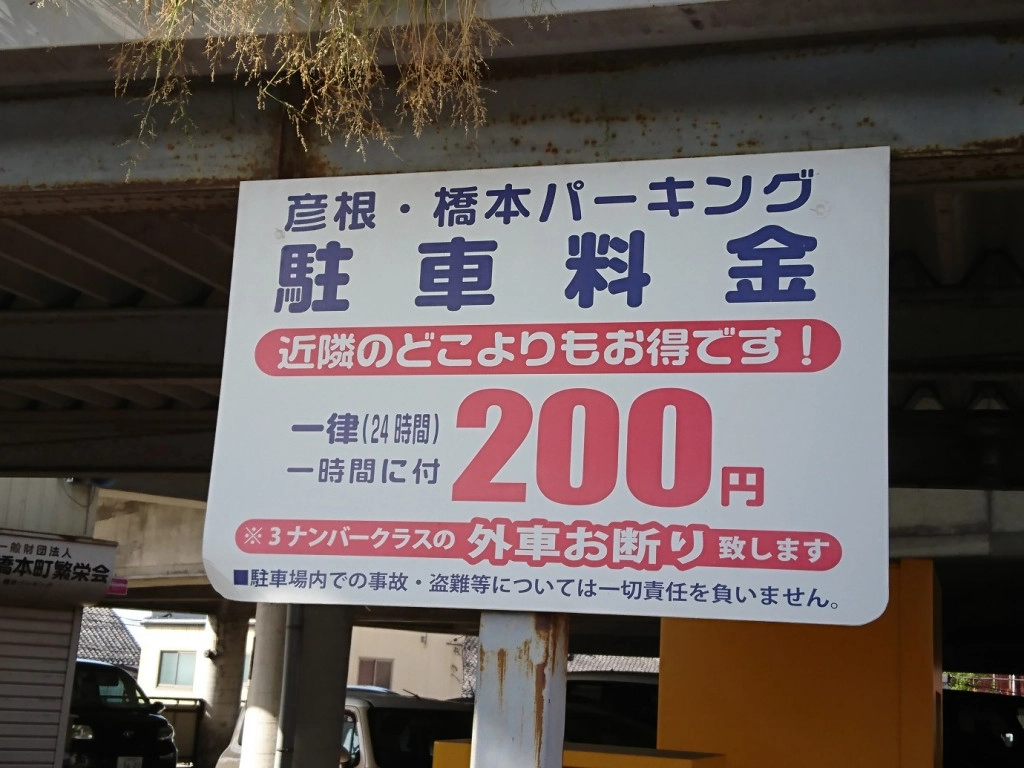 彦根・橋本パーキング
駐車料金
近隣のどこよりもお得です!
一律(24時間)
一時間に付
200円
※3ナンバークラスの外車お断り致します
■駐車場内での事故・盗難等については一切責任を負いません。
一般財団法人
橋本町繁栄会